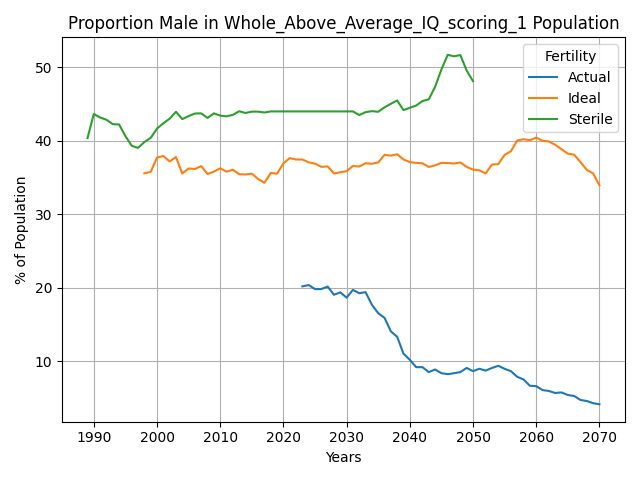 Proportion Male in Whole_Above_Average_IQ_scoring_1 Population
Fertility
Actual
Ideal
Sterile
% of Population
50
40
30
20
10
1990 2000 2010 2020 2030 2040 2050 2060 2070
Years